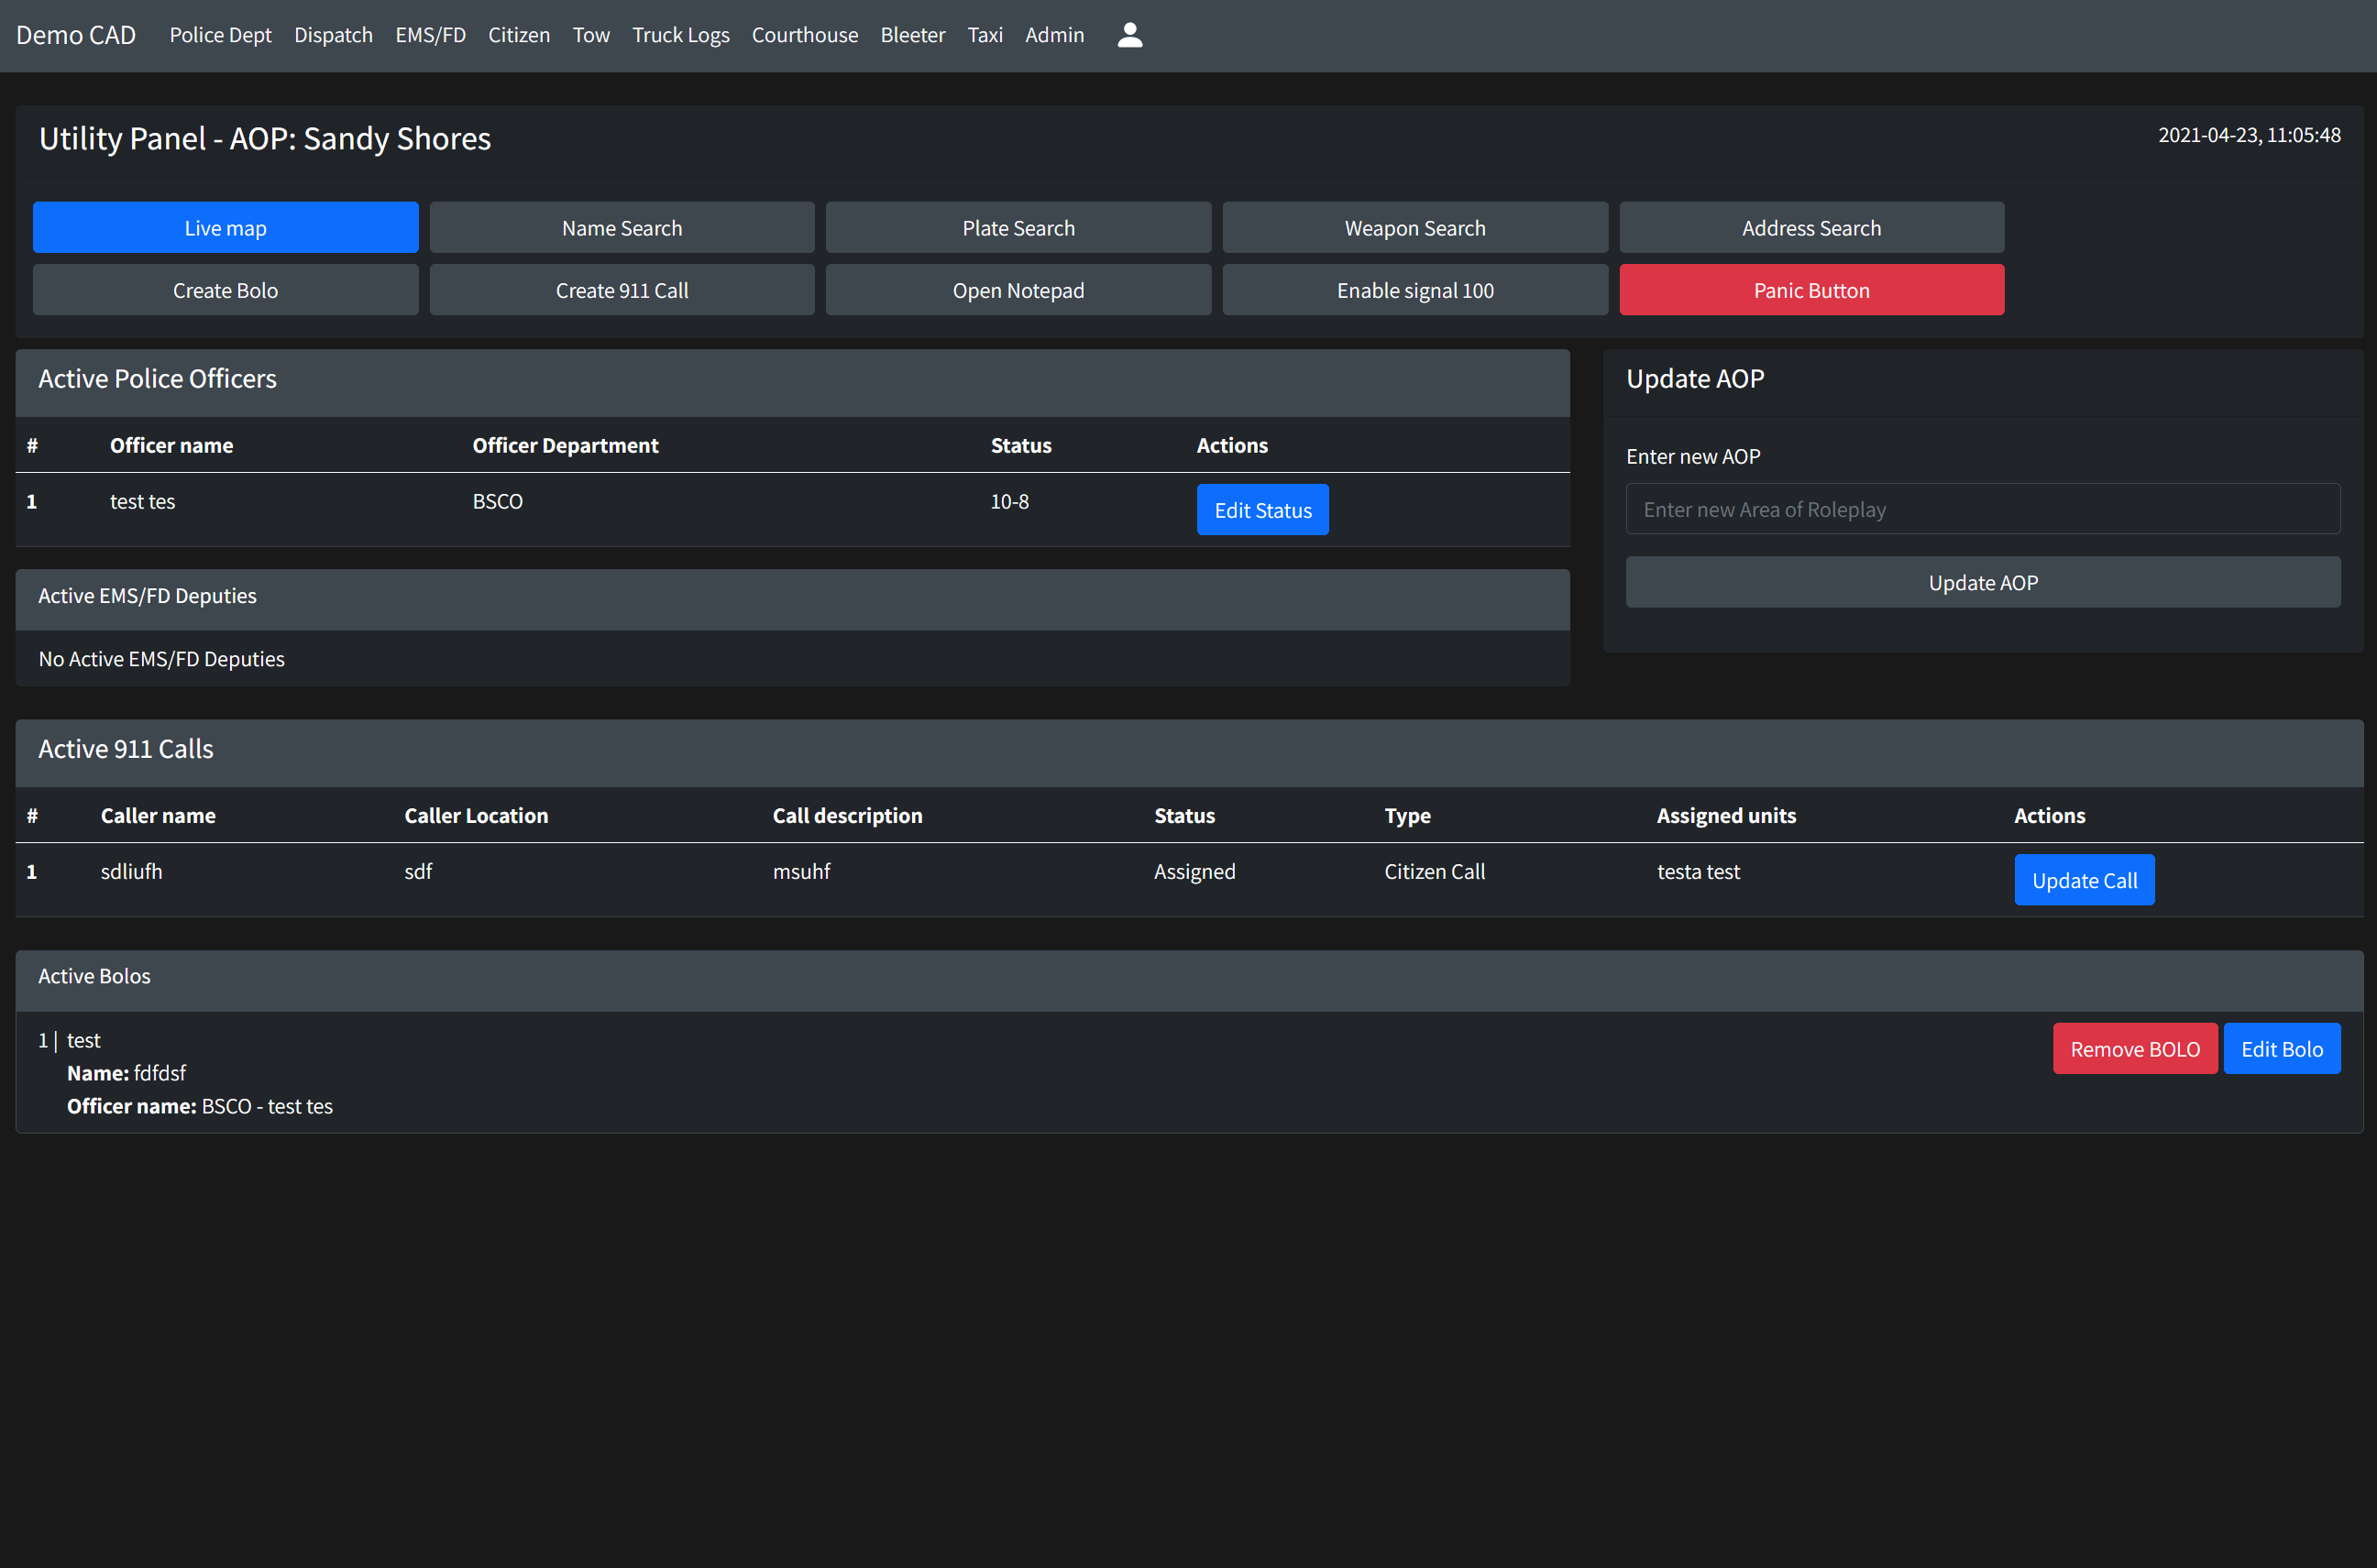 Demo CAD Police Dept Dispatch EMS/FD Citizen Tow Truck Logs Courthouse Bleeter Taxi Admin
Utility Panel - AOP: Sandy Shores 2021-04-23, 11:05:48
Live map Name Search Plate Search Weapon Search Address Search
Create Bolo Create 911 Call Open Notepad Enable signal 100 Panic Button
Active Police Officers
# Officer name Officer Department Status Actions
1 test tes BSCO 10-8 Edit Status
Active EMS/FD Deputies
No Active EMS/FD Deputies
Update AOP
Enter new AOP
Enter new Area of Roleplay
Update AOP
Active 911 Calls
# Caller name Caller Location Call description Status Type Assigned units Actions
1 sdliufh sdf msuhf Assigned Citizen Call testa test Update Call
Active Bolos
1 | test Remove BOLO Edit Bolo
Name: fdfdsf
Officer name: BSCO - test tes